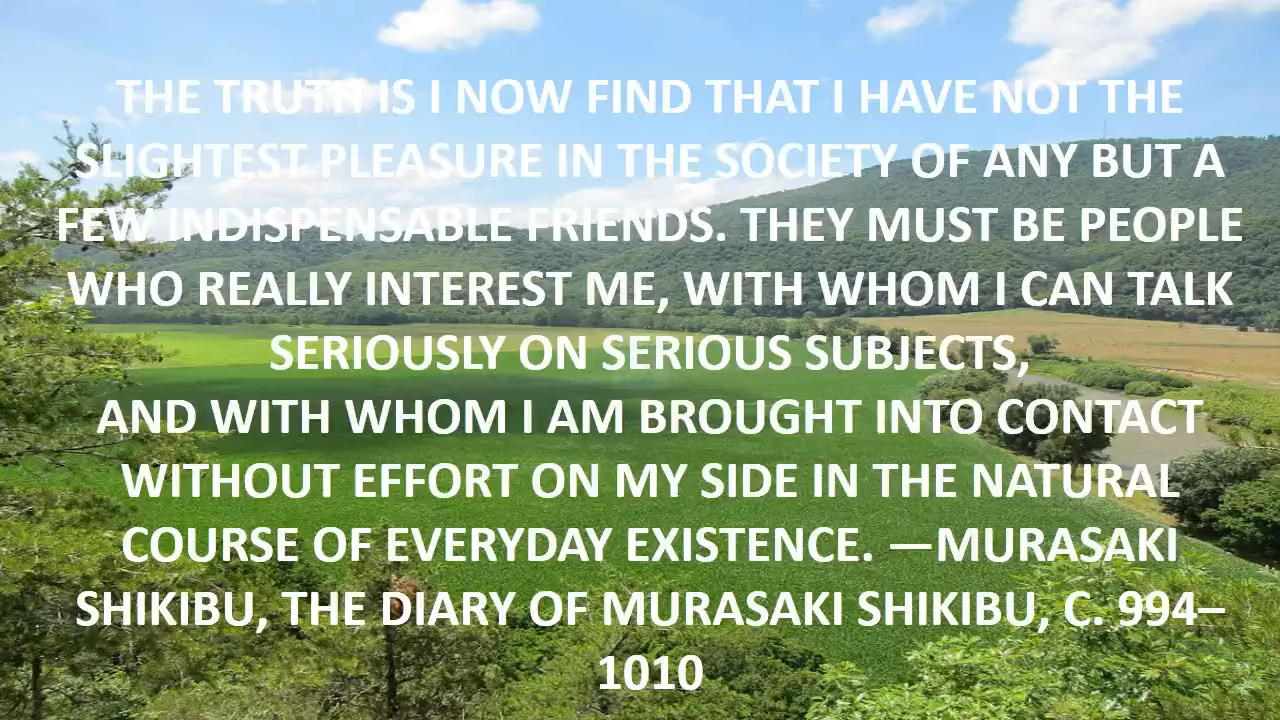 THE TRUTH IS I NOW FIND THAT I HAVE NOT THE
SLIGHTEST PLEASURE IN THE SOCIETY OF ANY BUT A
FEW INDISPENSABLE FRIENDS. THEY MUST BE PEOPLE
WHO REALLY INTEREST ME, WITH WHOM I CAN TALK
SERIOUSLY ON SERIOUS SUBJECTS,
AND WITH WHOM I AM BROUGHT INTO CONTACT
WITHOUT EFFORT ON MY SIDE IN THE NATURAL
COURSE OF EVERYDAY EXISTENCE. —MURASAKI
SHIKIBU, THE DIARY OF MURASAKI SHIKIBU, C. 994–
1010